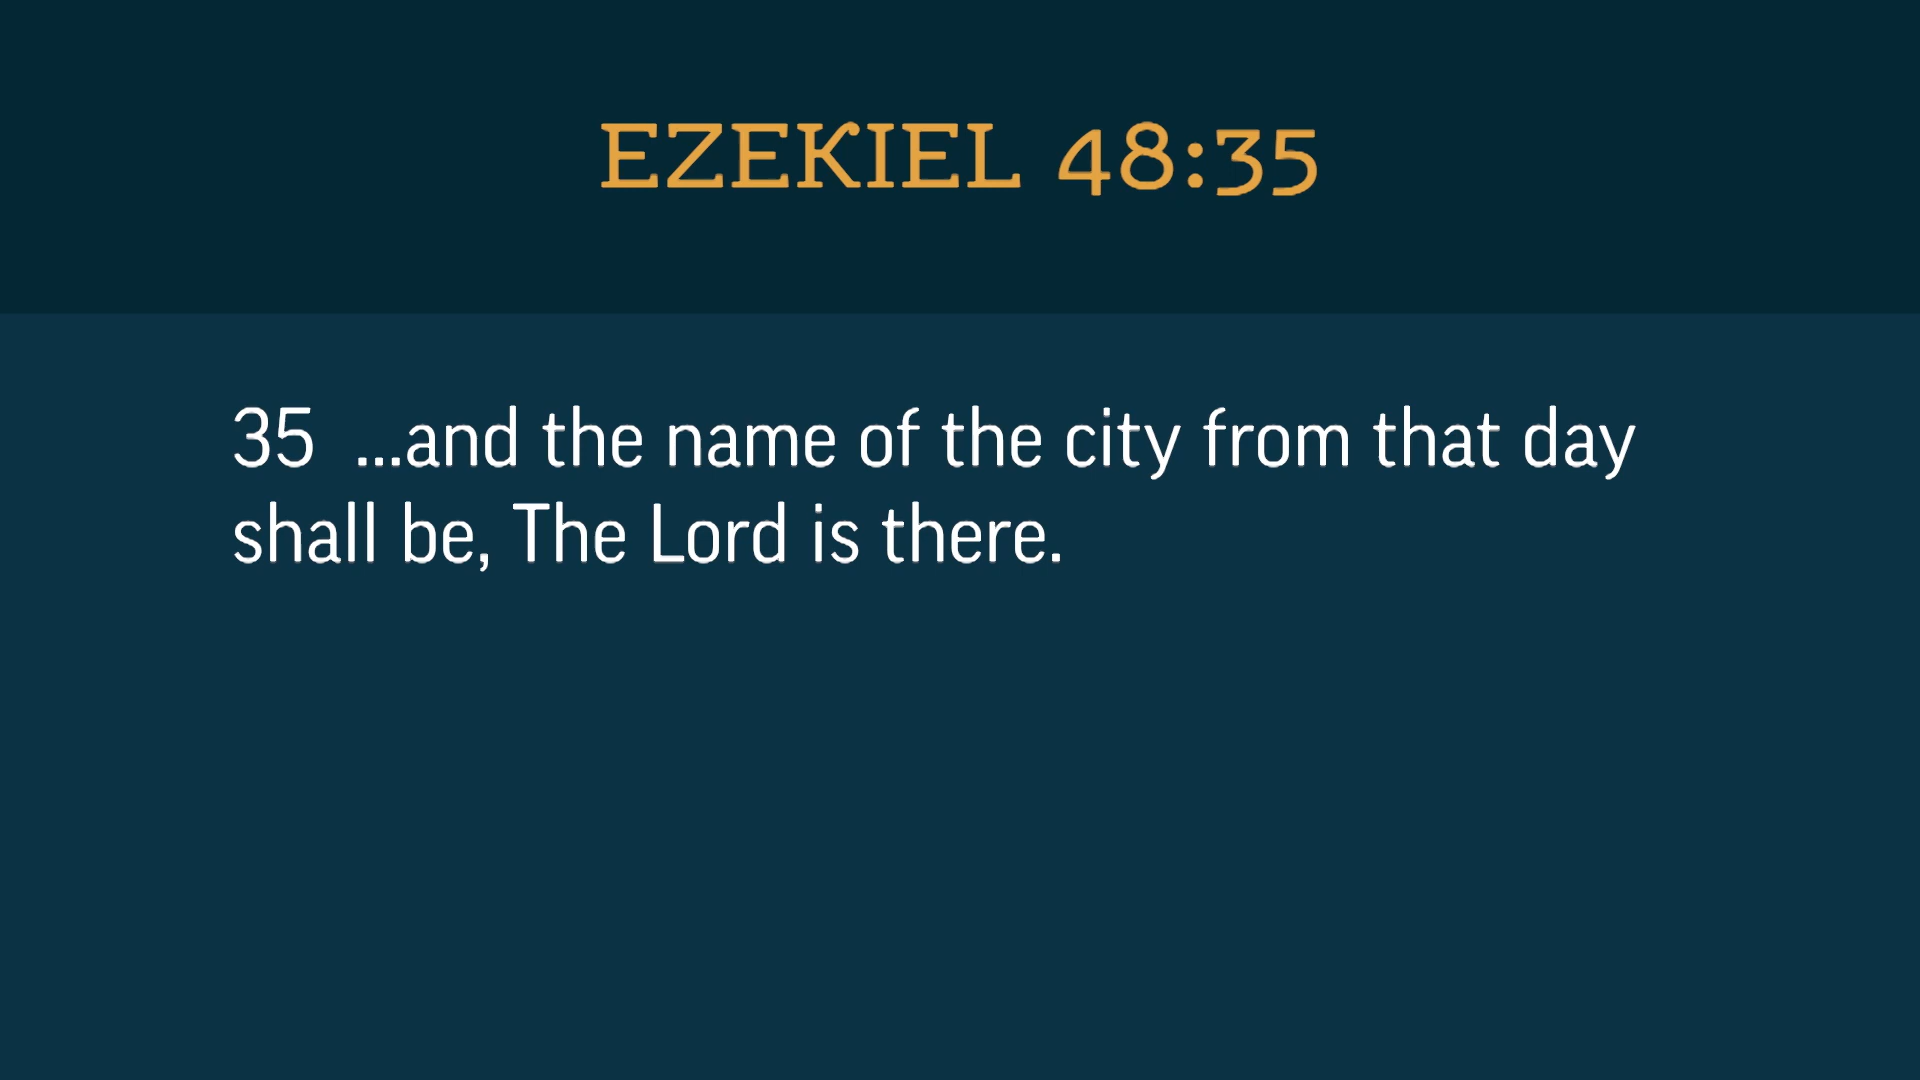 EZEKIEL 48:35
35 ...and the name of the city from that day
shall be, The Lord is there.